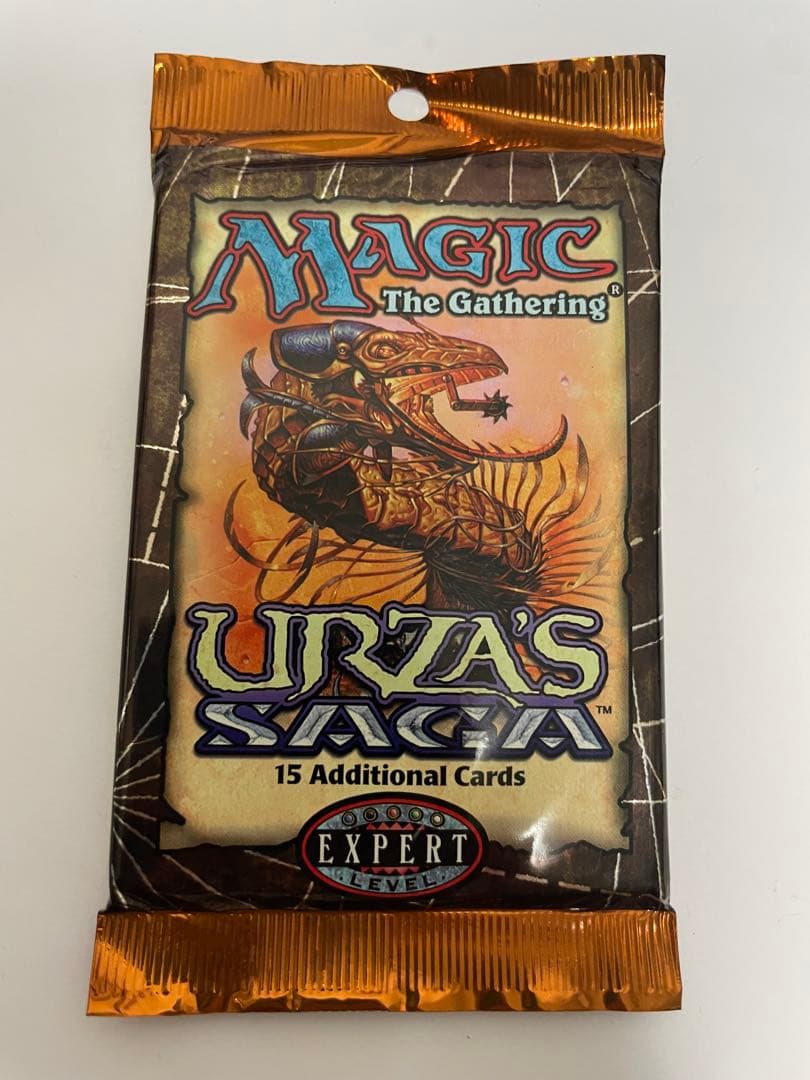 MAGIC
The Gathering®
URZA'S
SAGA™
15 Additional Cards
EXPERT
LEVEL